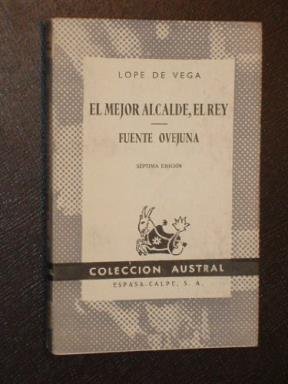 LOPE DE VEGA
EL MEJOR ALCALDE, EL REY
FUENTE OVEJUNA
SÉPTIMA EDICIÓN
COLECCION AUSTRAL
ESPASA-CALPE, S. A.